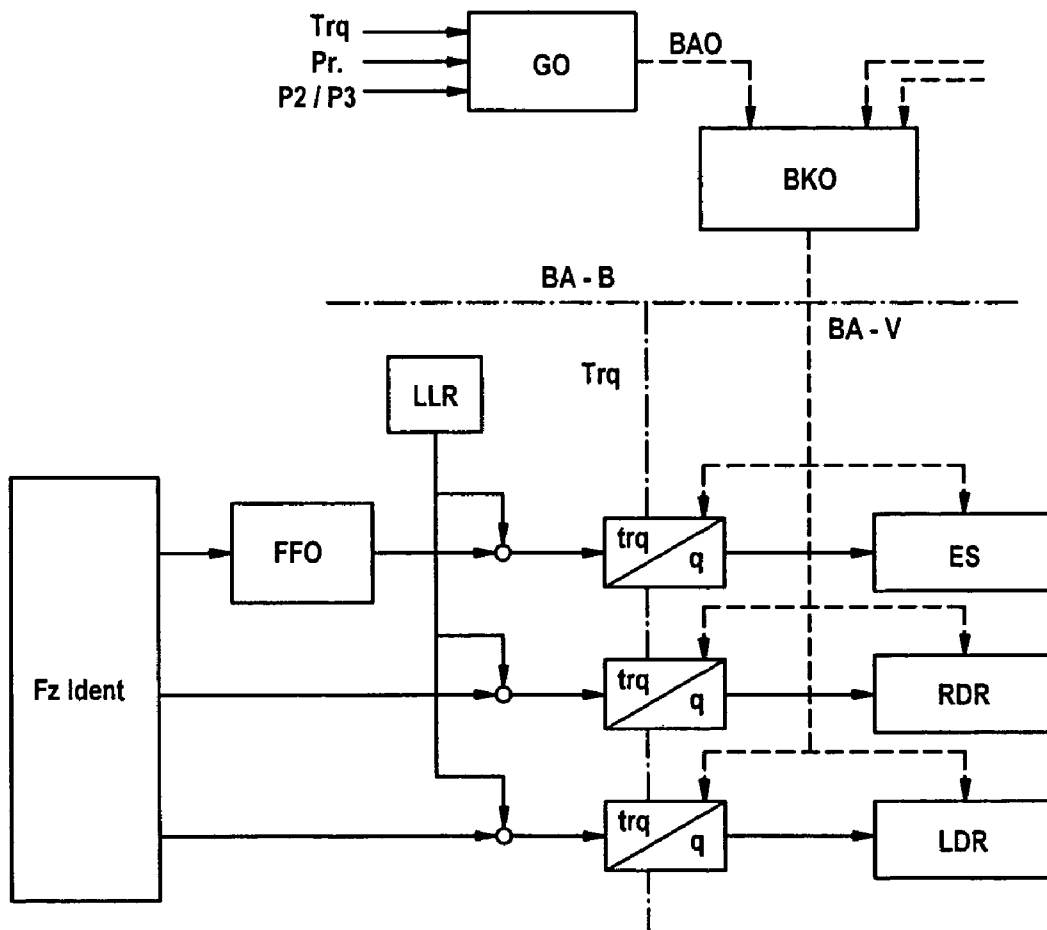 Trq
Pr.
P2 / P3
GO
BAO
BKO
BA - B
BA - V
Trq
LLR
Fz Ident
FFO
trq
q
ES
trq
q
RDR
trq
q
LDR